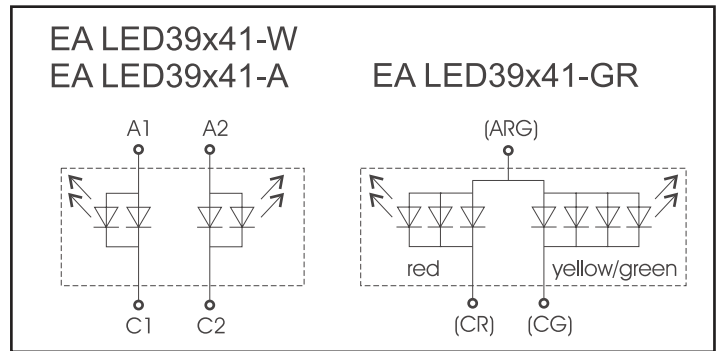 EA LED39x41-W
EA LED39x41-A
EA LED39x41-GR
A1 A2
(ARG)
red yellow/green
C1 C2
(CR) (CG)